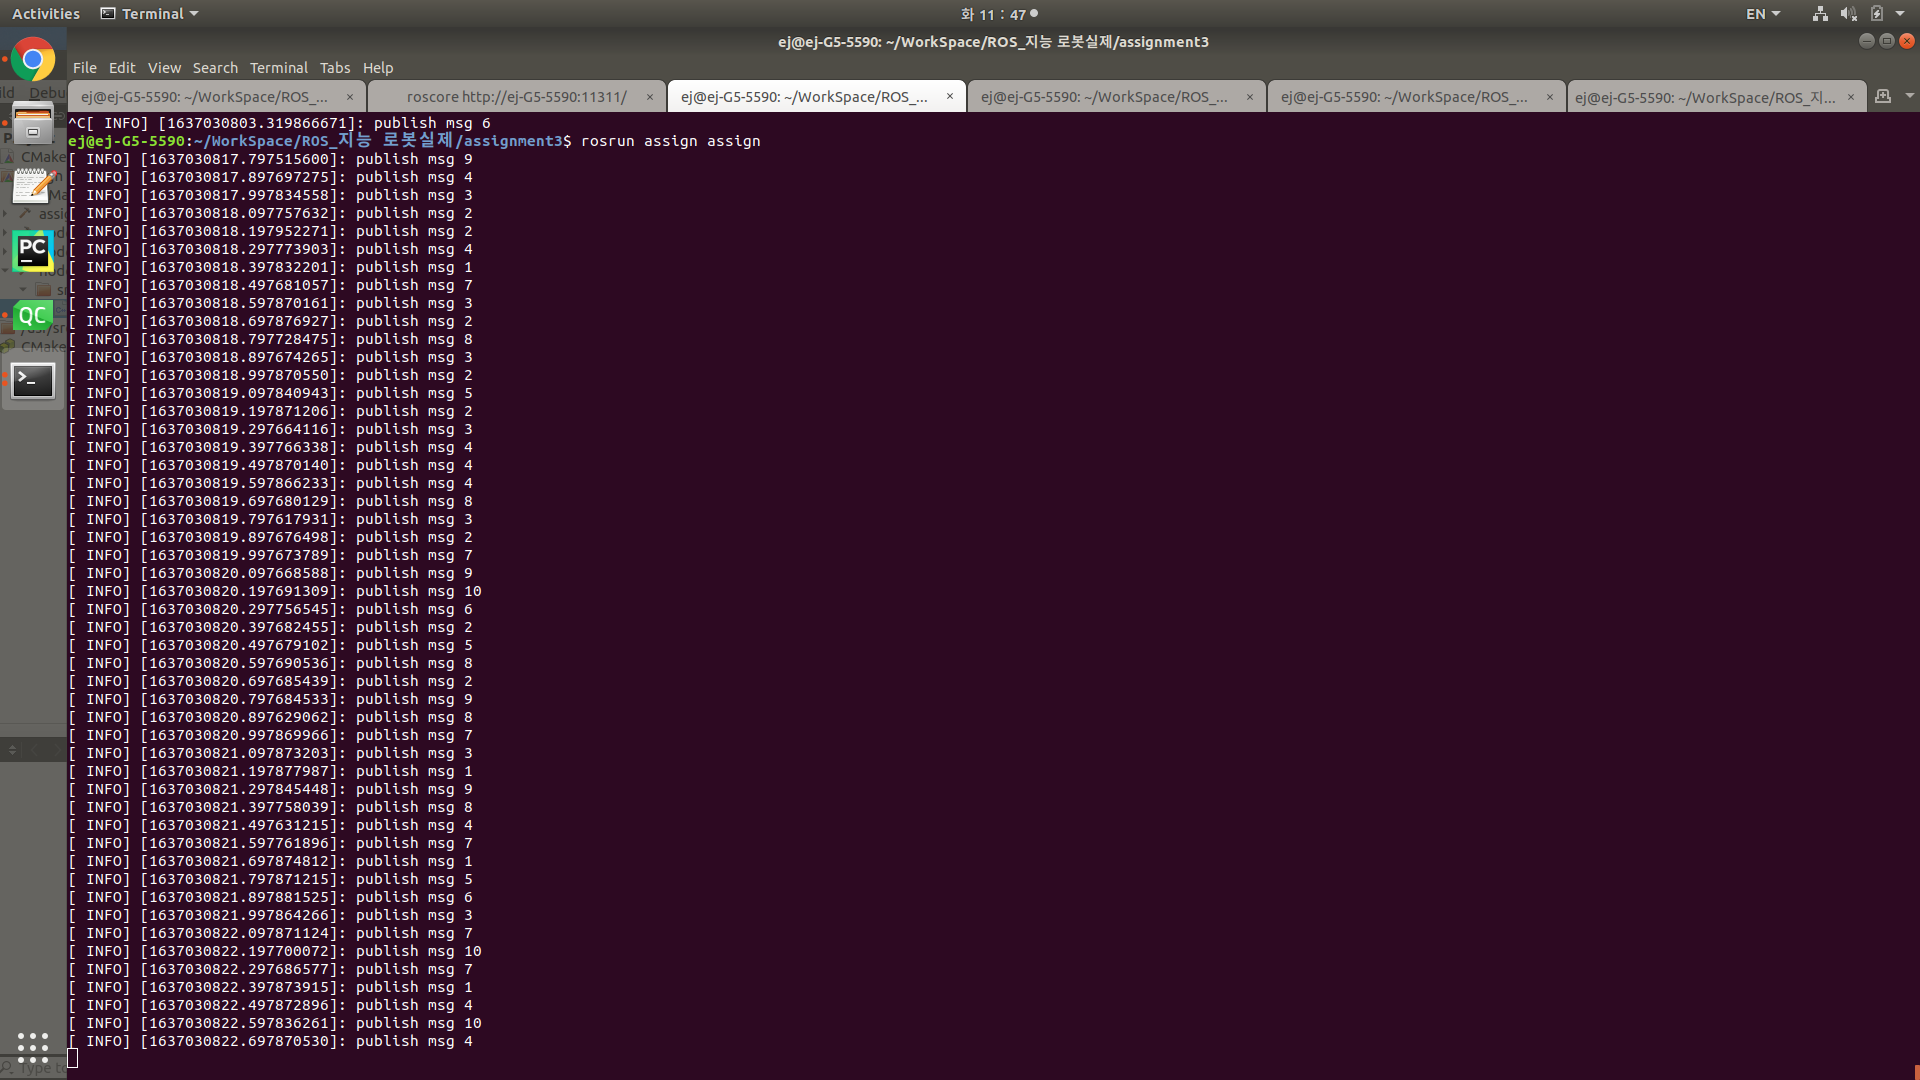 Activities Terminal 화 11 : 47 EN
ej@ej-G5-5590: ~/WorkSpace/ROS_지능 로봇실제/assignment3
File Edit View Search Terminal Tabs Help
ej@ej-G5-5590: ~/WorkSpace/ROS_... × roscore http://ej-G5-5590:11311/ × ej@ej-G5-5590: ~/WorkSpace/ROS_... × ej@ej-G5-5590: ~/WorkSpace/ROS_... × ej@ej-G5-5590: ~/WorkSpace/ROS_... × ej@ej-G5-5590: ~/WorkSpace/ROS_지... ×
^C[ INFO] [1637030803.319866671]: publish msg 6
ej@ej-G5-5590:~/WorkSpace/ROS_지능 로봇실제/assignment3$ rosrun assign assign
[ INFO] [1637030817.797515600]: publish msg 9
[ INFO] [1637030817.897697275]: publish msg 4
[ INFO] [1637030817.997834558]: publish msg 3
[ INFO] [1637030818.097757632]: publish msg 2
[ INFO] [1637030818.197952271]: publish msg 2
[ INFO] [1637030818.297773903]: publish msg 4
[ INFO] [1637030818.397832201]: publish msg 1
[ INFO] [1637030818.497681057]: publish msg 7
[ INFO] [1637030818.597870161]: publish msg 3
[ INFO] [1637030818.697876927]: publish msg 2
[ INFO] [1637030818.797728475]: publish msg 8
[ INFO] [1637030818.897674265]: publish msg 3
[ INFO] [1637030818.997870550]: publish msg 2
[ INFO] [1637030819.097840943]: publish msg 5
[ INFO] [1637030819.197871206]: publish msg 2
[ INFO] [1637030819.297664116]: publish msg 3
[ INFO] [1637030819.397766338]: publish msg 4
[ INFO] [1637030819.497870140]: publish msg 4
[ INFO] [1637030819.597866233]: publish msg 4
[ INFO] [1637030819.697680129]: publish msg 8
[ INFO] [1637030819.797617931]: publish msg 3
[ INFO] [1637030819.897676498]: publish msg 2
[ INFO] [1637030819.997673789]: publish msg 7
[ INFO] [1637030820.097668588]: publish msg 9
[ INFO] [1637030820.197691309]: publish msg 10
[ INFO] [1637030820.297756545]: publish msg 6
[ INFO] [1637030820.397682455]: publish msg 2
[ INFO] [1637030820.497679102]: publish msg 5
[ INFO] [1637030820.597690536]: publish msg 8
[ INFO] [1637030820.697685439]: publish msg 2
[ INFO] [1637030820.797684533]: publish msg 9
[ INFO] [1637030820.897629062]: publish msg 8
[ INFO] [1637030820.997869966]: publish msg 7
[ INFO] [1637030821.097873203]: publish msg 3
[ INFO] [1637030821.197877987]: publish msg 1
[ INFO] [1637030821.297845448]: publish msg 9
[ INFO] [1637030821.397758039]: publish msg 8
[ INFO] [1637030821.497631215]: publish msg 4
[ INFO] [1637030821.597761896]: publish msg 7
[ INFO] [1637030821.697874812]: publish msg 1
[ INFO] [1637030821.797871215]: publish msg 5
[ INFO] [1637030821.897881525]: publish msg 6
[ INFO] [1637030821.997864266]: publish msg 3
[ INFO] [1637030822.097871124]: publish msg 7
[ INFO] [1637030822.197700072]: publish msg 10
[ INFO] [1637030822.297686577]: publish msg 7
[ INFO] [1637030822.397873915]: publish msg 1
[ INFO] [1637030822.497872896]: publish msg 4
[ INFO] [1637030822.597836261]: publish msg 10
[ INFO] [1637030822.697870530]: publish msg 4
PC
QC
CMake
CMake
Type to